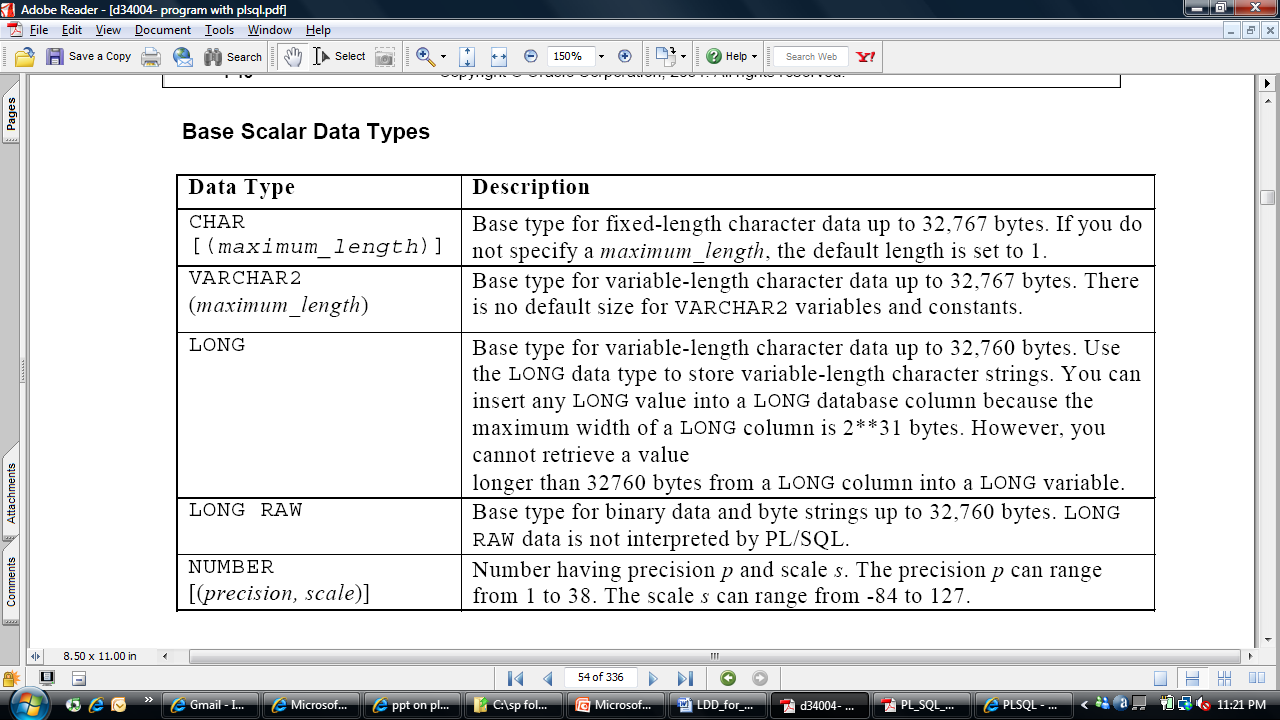 Adobe Reader - [d34004- program with plsql.pdf]
File Edit View Document Tools Window Help
Save a Copy Search Select 150% Help Search Web Y!
Copyright © Oracle Corporation, All rights reserved.
Pages
Attachments
Comments
Base Scalar Data Types
Data Type Description
CHAR
[(maximum_length)]
Base type for fixed-length character data up to 32,767 bytes. If you do
not specify a maximum_length, the default length is set to 1.
VARCHAR2
(maximum_length)
Base type for variable-length character data up to 32,767 bytes. There
is no default size for VARCHAR2 variables and constants.
LONG
Base type for variable-length character data up to 32,760 bytes. Use
the LONG data type to store variable-length character strings. You can
insert any LONG value into a LONG database column because the
maximum width of a LONG column is 2**31 bytes. However, you
cannot retrieve a value
longer than 32760 bytes from a LONG column into a LONG variable.
LONG RAW
Base type for binary data and byte strings up to 32,760 bytes. LONG
RAW data is not interpreted by PL/SQL.
NUMBER
[(precision, scale)]
Number having precision p and scale s. The precision p can range
from 1 to 38. The scale s can range from -84 to 127.
8.50 x 11.00 in
54 of 336
Gmail - I... Microsof... ppt on pl... C:\sp fol... Microsof... LDD_for_... d34004- ... PL_SQL_... PLSQL - ... 11:21 PM